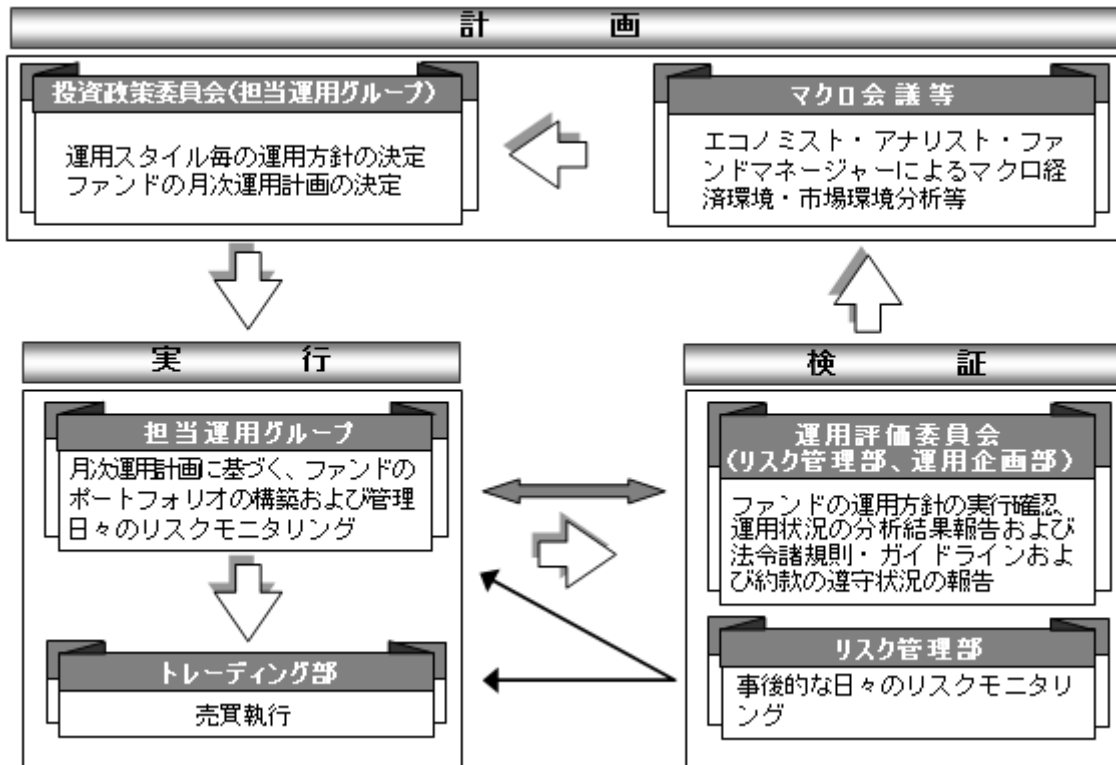 計画
投資政策委員会(担当運用グループ)
運用スタイル毎の運用方針の決定
ファンドの月次運用計画の決定
マクロ会議等
エコノミスト・アナリスト・ファ
ンドマネージャーによるマクロ経
済環境・市場環境分析等
実行
担当運用グループ
月次運用計画に基づく、ファンドの
ポートフォリオの構築および管理
日々のリスクモニタリング
トレーディング部
売買執行
検証
運用評価委員会
(リスク管理部、運用企画部)
ファンドの運用方針の実行確認
運用状況の分析結果報告および
法令諸規則・ガイドラインおよ
び約款の遵守状況の報告
リスク管理部
事後的な日々のリスクモニタリ
ング